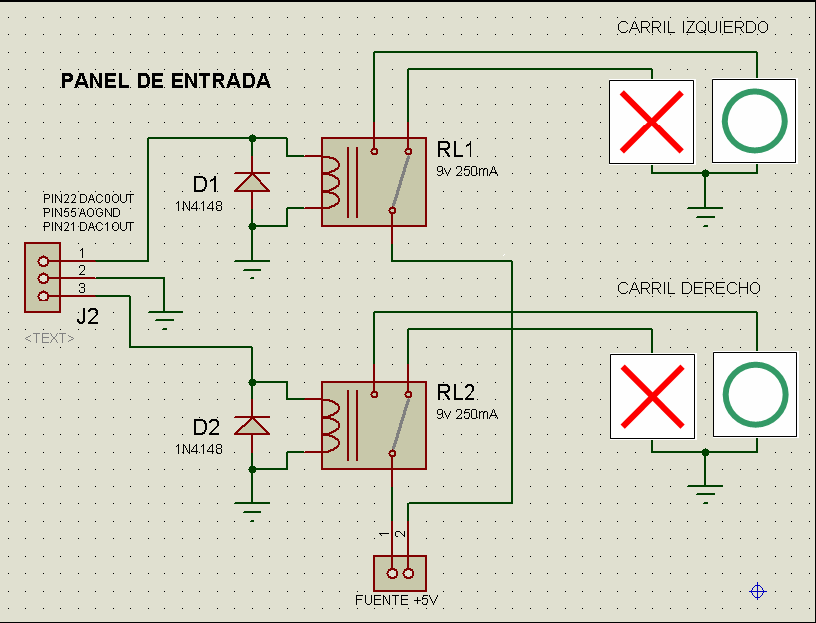 CARRIL IZQUIERDO
PANEL DE ENTRADA
RL1
9v 250mA
D1
1N4148
PIN22 DAC0OUT
PIN55 AOGND
PIN21 DAC1OUT
1
2
3
J2
<TEXT>
CARRIL DERECHO
RL2
9v 250mA
D2
1N4148
1
2
FUENTE +5V